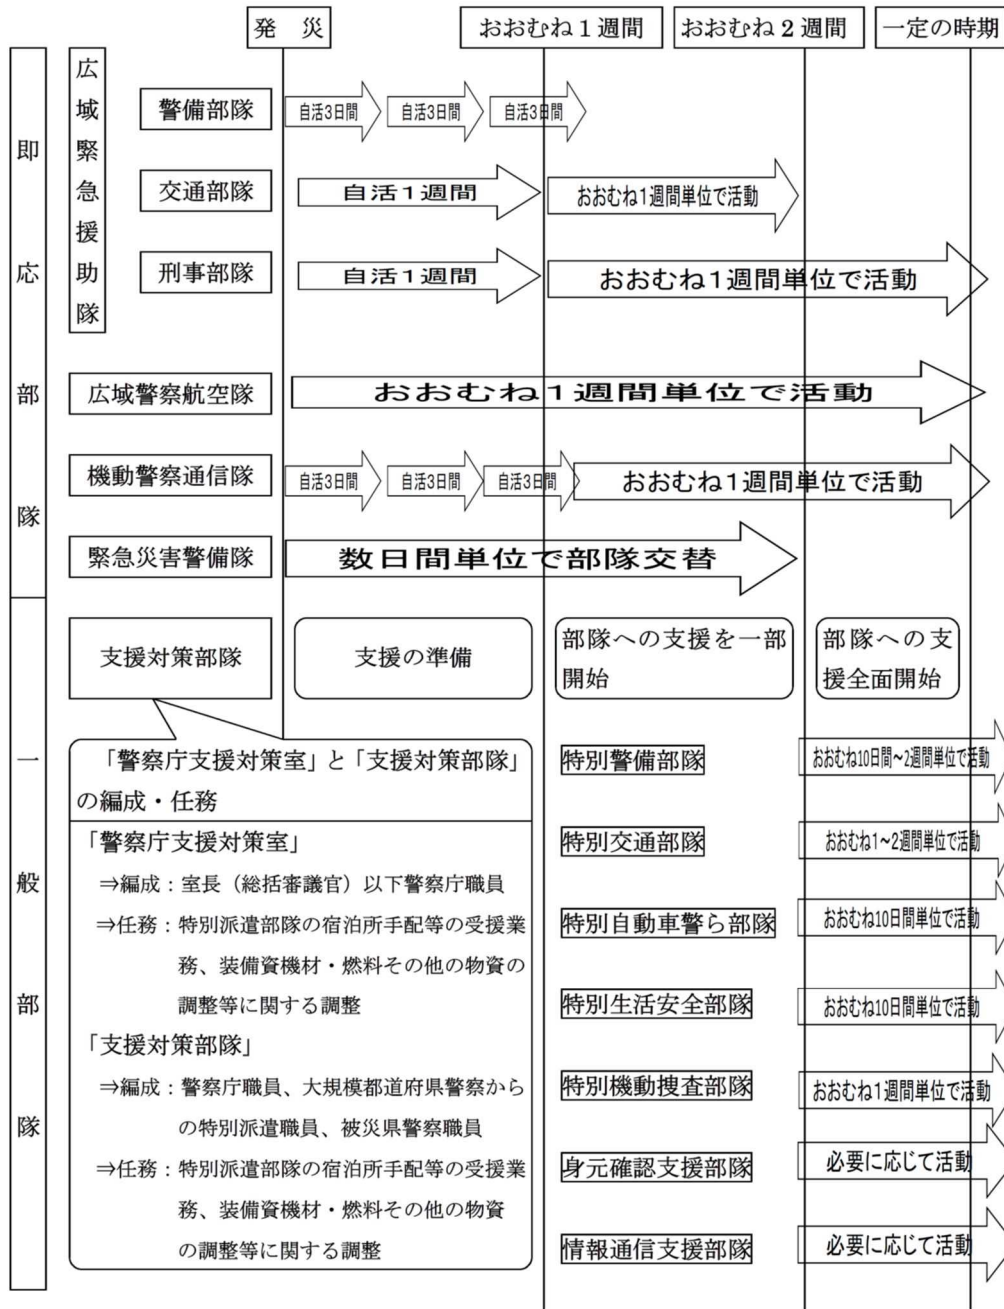 発　災
おおむね１週間
おおむね２週間
一定の時期
即応部隊
広域緊急援助隊
警備部隊
自活3日間
自活3日間
自活3日間
交通部隊
自活1週間
おおむね1週間単位で活動
刑事部隊
自活1週間
おおむね1週間単位で活動
広域警察航空隊
おおむね1週間単位で活動
機動警察通信隊
自活3日間
自活3日間
自活3日間
おおむね1週間単位で活動
緊急災害警備隊
数日間単位で部隊交替
一般部隊
支援対策部隊
支援の準備
部隊への支援を一部
開始
部隊への支
援全面開始
「警察庁支援対策室」と「支援対策部隊」
の編成・任務
「警察庁支援対策室」
⇒編成：室長（総括審議官）以下警察庁職員
⇒任務：特別派遣部隊の宿泊所手配等の受援業
務、装備資機材・燃料その他の物資の
調整等に関する調整
「支援対策部隊」
⇒編成：警察庁職員、大規模都道府県警察から
の特別派遣職員、被災県警察職員
⇒任務：特別派遣部隊の宿泊所手配等の受援業
務、装備資機材・燃料その他の物資
の調整等に関する調整
特別警備部隊
おおむね10日間～2週間単位で活動
特別交通部隊
おおむね1～2週間単位で活動
特別自動車警ら部隊
おおむね10日間単位で活動
特別生活安全部隊
おおむね10日間単位で活動
特別機動捜査部隊
おおむね1週間単位で活動
身元確認支援部隊
必要に応じて活動
情報通信支援部隊
必要に応じて活動